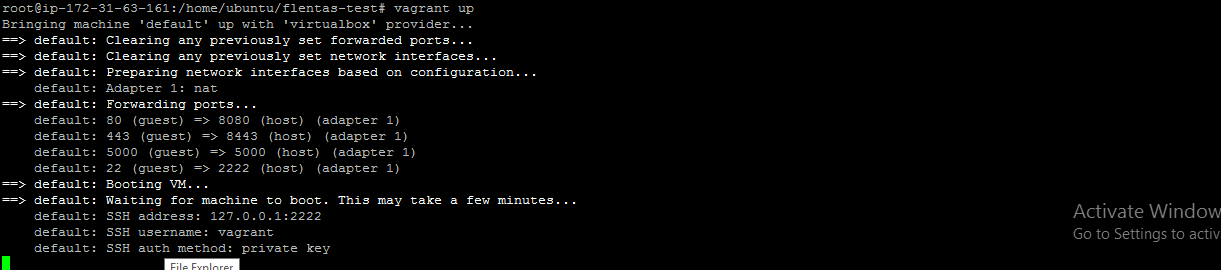 root@ip-172-31-63-161:/home/ubuntu/flentas-test# vagrant up
Bringing machine 'default' up with 'virtualbox' provider...
==> default: Clearing any previously set forwarded ports...
==> default: Clearing any previously set network interfaces...
==> default: Preparing network interfaces based on configuration...
    default: Adapter 1: nat
==> default: Forwarding ports...
    default: 80 (guest) => 8080 (host) (adapter 1)
    default: 443 (guest) => 8443 (host) (adapter 1)
    default: 5000 (guest) => 5000 (host) (adapter 1)
    default: 22 (guest) => 2222 (host) (adapter 1)
==> default: Booting VM...
==> default: Waiting for machine to boot. This may take a few minutes...
    default: SSH address: 127.0.0.1:2222
    default: SSH username: vagrant
    default: SSH auth method: private key
Activate Window
Go to Settings to activ
File Explorer